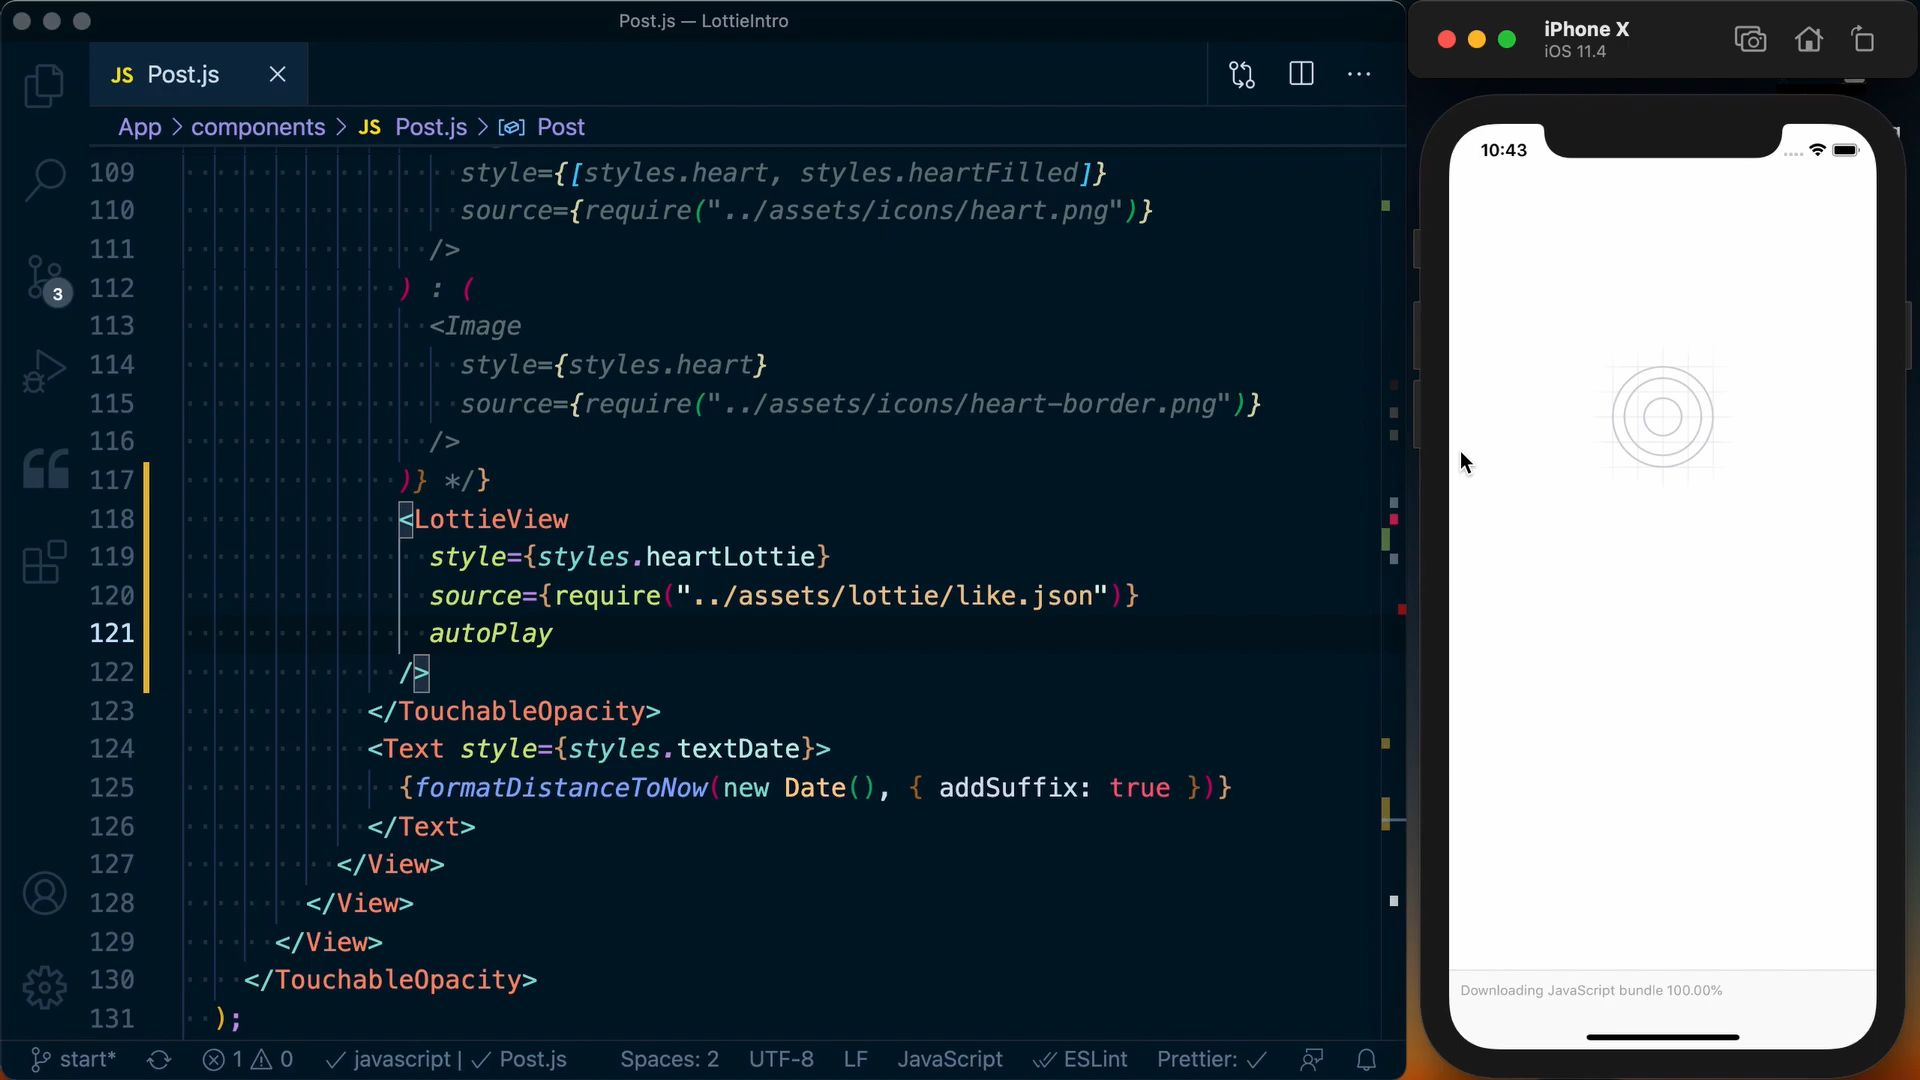 Post.js — LottieIntro
JS Post.js
App > components > JS Post.js > Post
109 style={[styles.heart, styles.heartFilled]}
110 source={require("../assets/icons/heart.png")}
111 />
112 ) : (
113 <Image
114 style={styles.heart}
115 source={require("../assets/icons/heart-border.png")}
116 />
117 )} */}
118 <LottieView
119 style={styles.heartLottie}
120 source={require("../assets/lottie/like.json")}
121 autoPlay
122 />
123 </TouchableOpacity>
124 <Text style={styles.textDate}>
125 {formatDistanceToNow(new Date(), { addSuffix: true })}
126 </Text>
127 </View>
128 </View>
129 </View>
130 </TouchableOpacity>
131 );
3
start* 1 0 javascript | Post.js Spaces: 2 UTF-8 LF JavaScript ESLint Prettier:
iPhone X
iOS 11.4
10:43
Downloading JavaScript bundle 100.00%